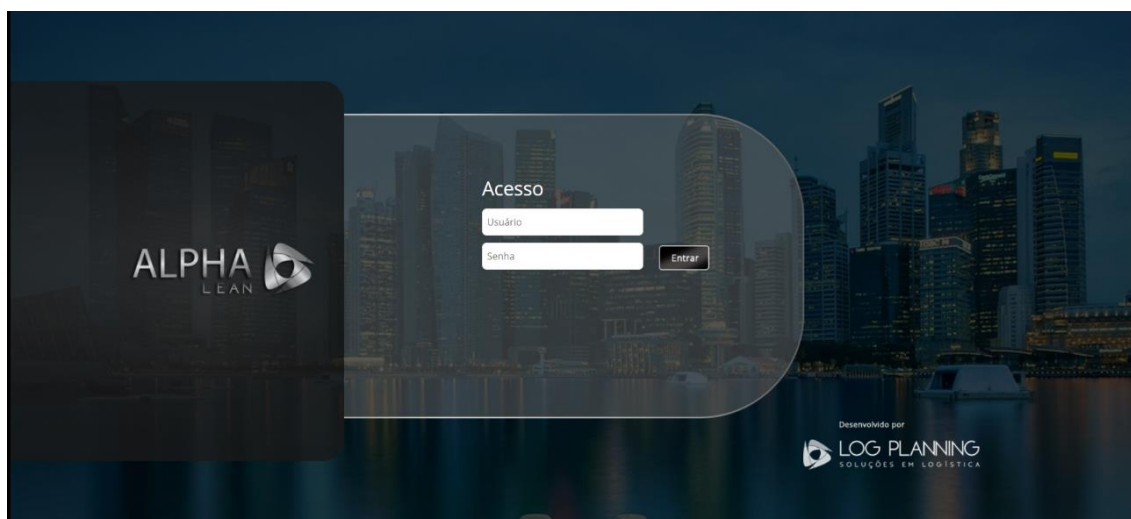 ALPHA
LEAN
Acesso
Usuário
Senha
Entrar
Desenvolvido por
LOG PLANNING
SOLUÇÕES EM LOGÍSTICA